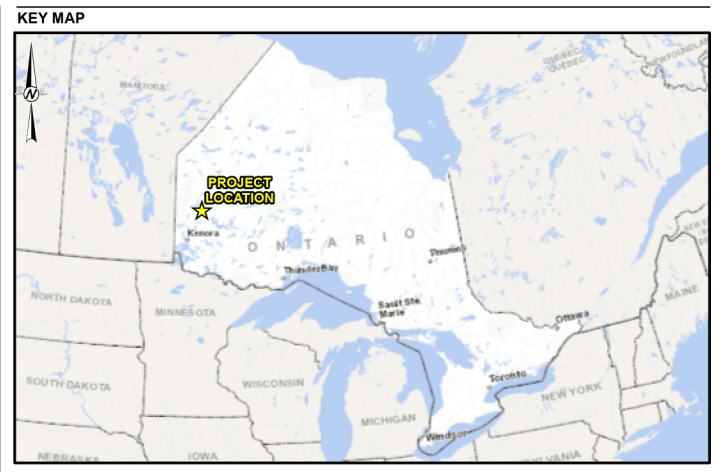 KEY MAP
N
MANITOBA
QUEBEC /
QUÉBEC
PROJECT
LOCATION
Kenora
ONTARIO
Timmins
Thunder Bay
NORTH DAKOTA
MINNESOTA
Sault Ste.
Marie
Ottawa
MAINE
SOUTH DAKOTA
WISCONSIN
Toronto
NEW YORK
MICHIGAN
Windsor
NEBRASKA
IOWA